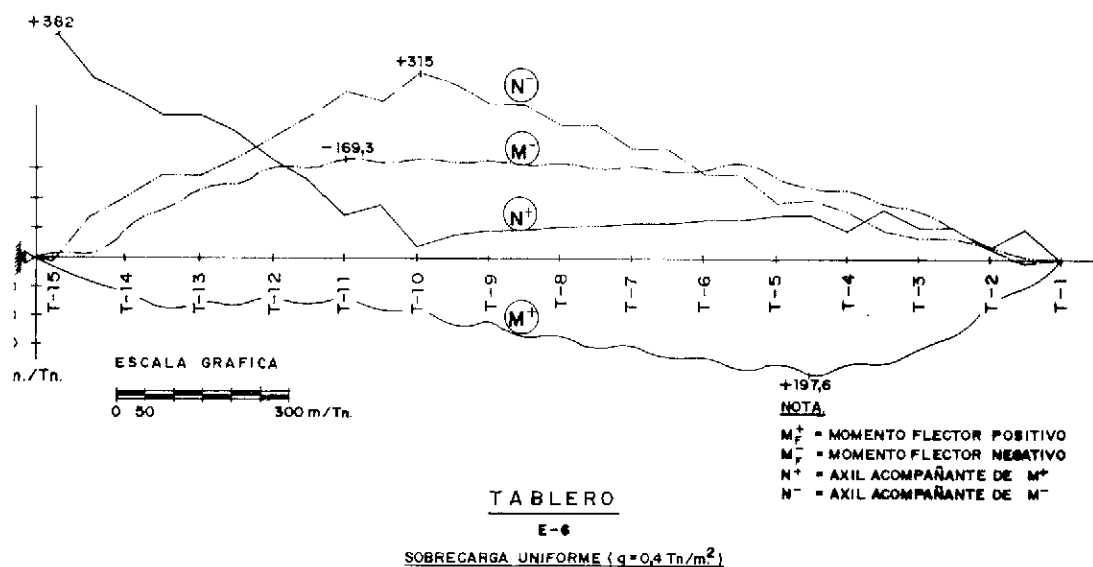 +382
+315
N⁻
-169,3
M⁻
N⁺
T-15
T-14
T-13
T-12
T-11
T-10
T-9
T-8
T-7
T-6
T-5
T-4
T-3
T-2
T-1
M⁺
n./Tn.
ESCALA GRAFICA
0 50 300 m/Tn.
+197,6
NOTA.
M⁺F = MOMENTO FLECTOR POSITIVO
M⁻F = MOMENTO FLECTOR NEGATIVO
N⁺ = AXIL ACOMPAÑANTE DE M⁺
N⁻ = AXIL ACOMPAÑANTE DE M⁻
TABLERO
E-6
SOBRECARGA UNIFORME (q=0,4 Tn/m.²)